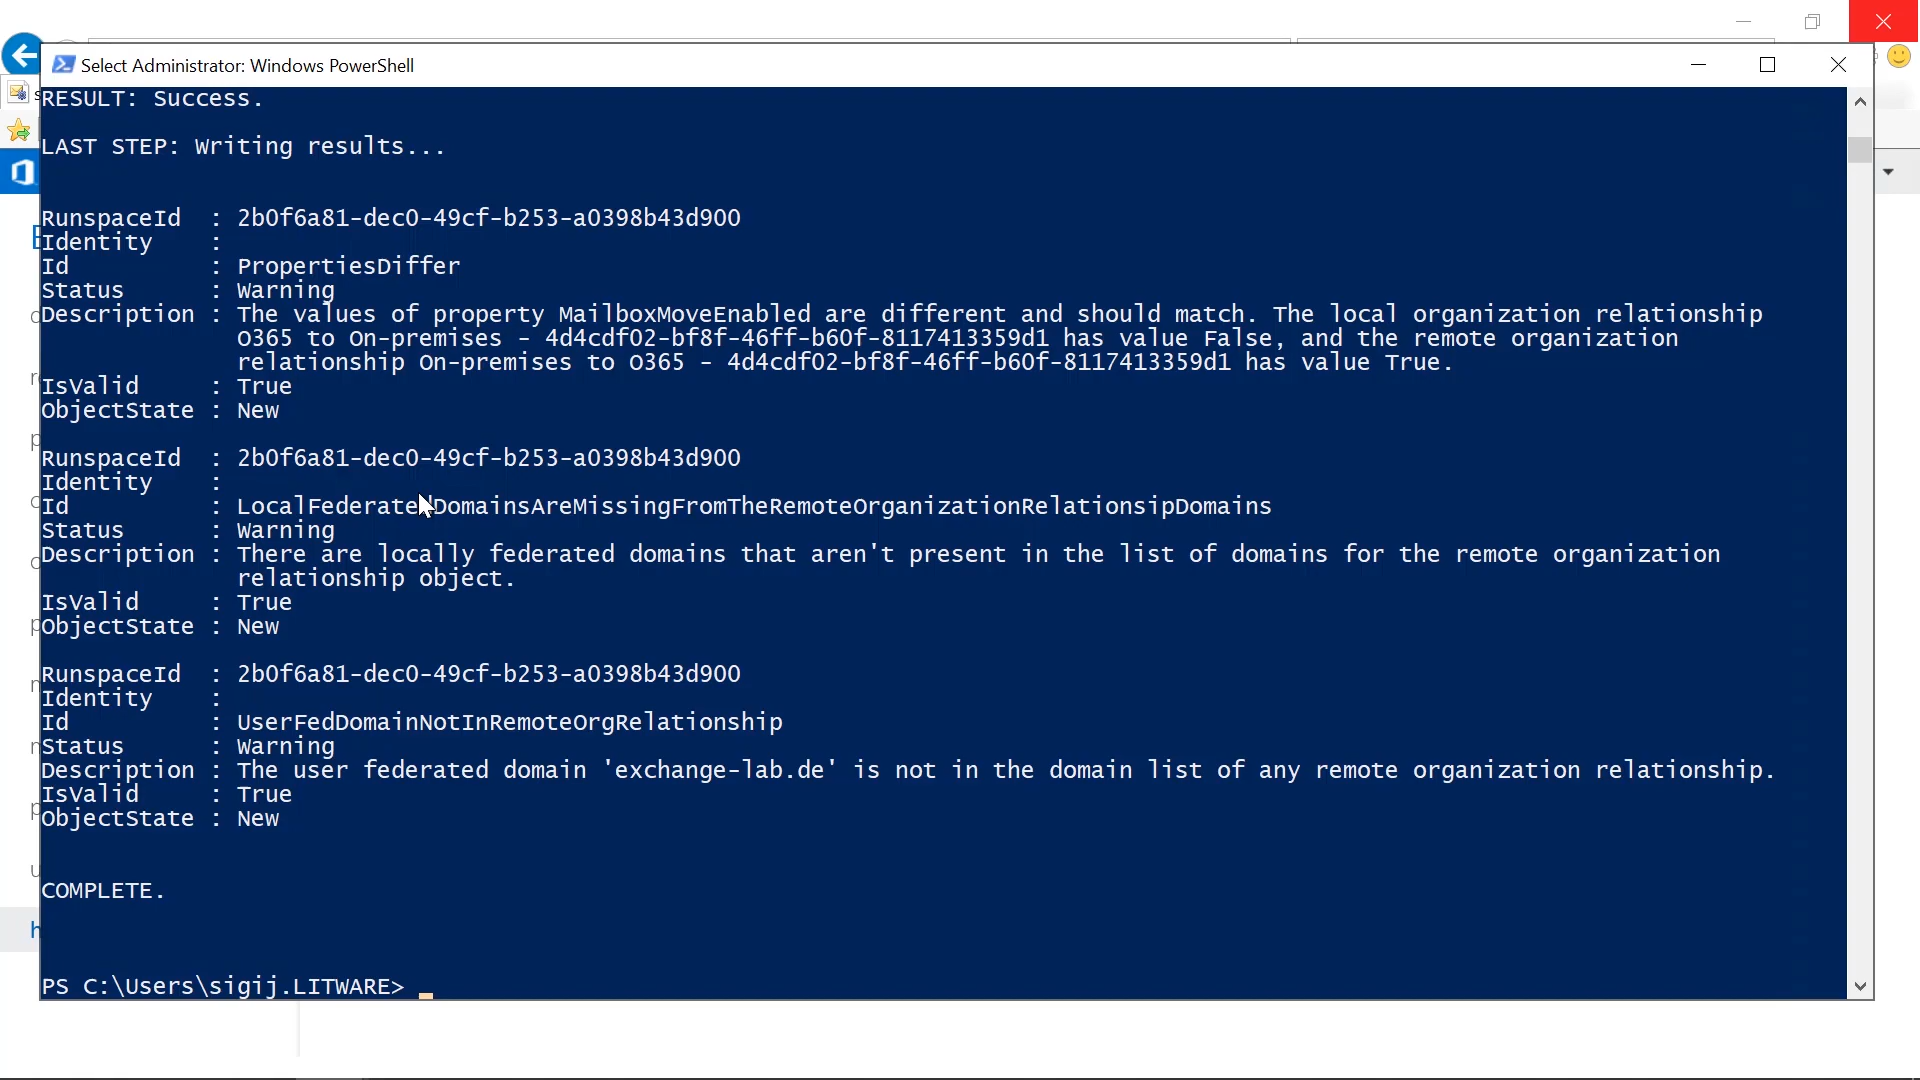 Select Administrator: Windows PowerShell
RESULT: Success.
LAST STEP: Writing results...
RunspaceId : 2b0f6a81-dec0-49cf-b253-a0398b43d900
Identity :
Id : PropertiesDiffer
Status : Warning
Description : The values of property MailboxMoveEnabled are different and should match. The local organization relationship
O365 to On-premises - 4d4cdf02-bf8f-46ff-b60f-8117413359d1 has value False, and the remote organization
relationship On-premises to O365 - 4d4cdf02-bf8f-46ff-b60f-8117413359d1 has value True.
IsValid : True
ObjectState : New
RunspaceId : 2b0f6a81-dec0-49cf-b253-a0398b43d900
Identity :
Id : LocalFederatedDomainsAreMissingFromTheRemoteOrganizationRelationsipDomains
Status : Warning
Description : There are locally federated domains that aren't present in the list of domains for the remote organization
relationship object.
IsValid : True
ObjectState : New
RunspaceId : 2b0f6a81-dec0-49cf-b253-a0398b43d900
Identity :
Id : UserFedDomainNotInRemoteOrgRelationship
Status : Warning
Description : The user federated domain 'exchange-lab.de' is not in the domain list of any remote organization relationship.
IsValid : True
ObjectState : New
COMPLETE.
PS C:\Users\sigij.LITWARE>